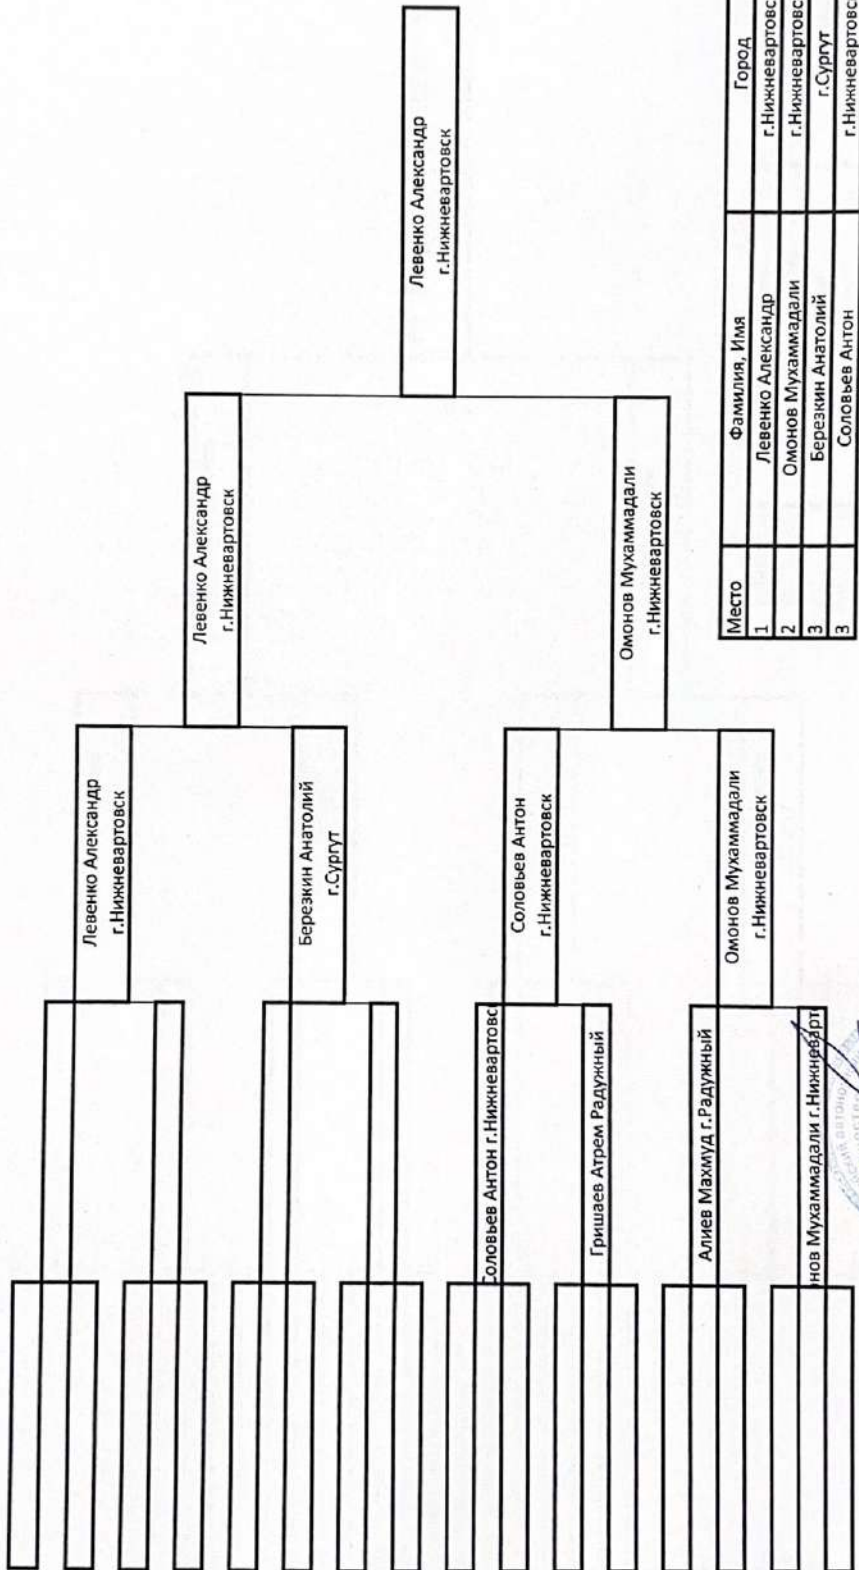 Соловьев Антон г.Нижневартовс
Гришаев Атрем Радужный
Алиев Махмуд г.Радужный
нов Мухаммадали г.Нижневарт
Левенко Александр
г.Нижневартовск
Березкин Анатолий
г.Сургут
Соловьев Антон
г.Нижневартовск
Омонов Мухаммадали
г.Нижневартовск
Левенко Александр
г.Нижневартовск
Омонов Мухаммадали
г.Нижневартовск
Левенко Александр
г.Нижневартовск
Место Фамилия, Имя Город
1 Левенко Александр г.Нижневартовс
2 Омонов Мухаммадали г.Нижневартовс
3 Березкин Анатолий г.Сургут
3 Соловьев Антон г.Нижневартовс